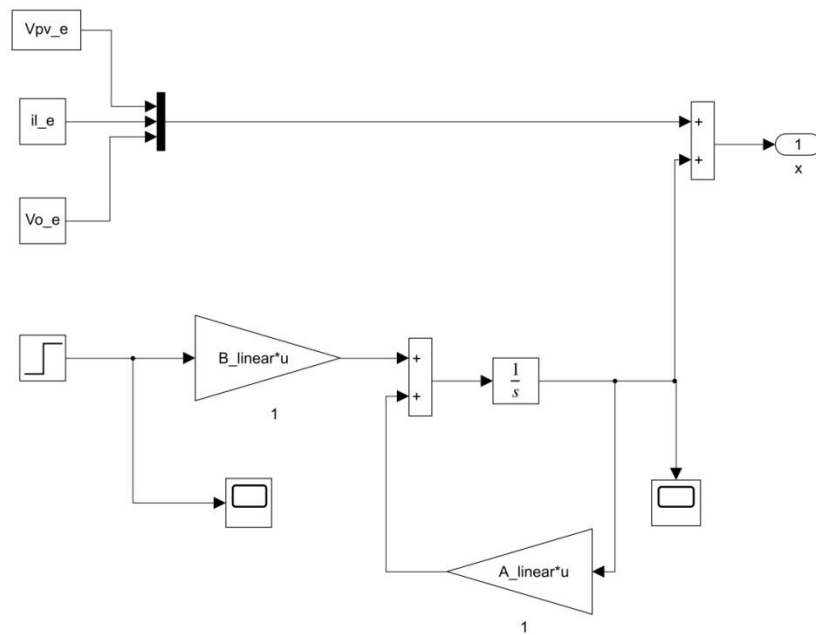 Vpv_e
il_e
Vo_e
+
+
1
x
B_linear*u
1
+
+
1
s
A_linear*u
1